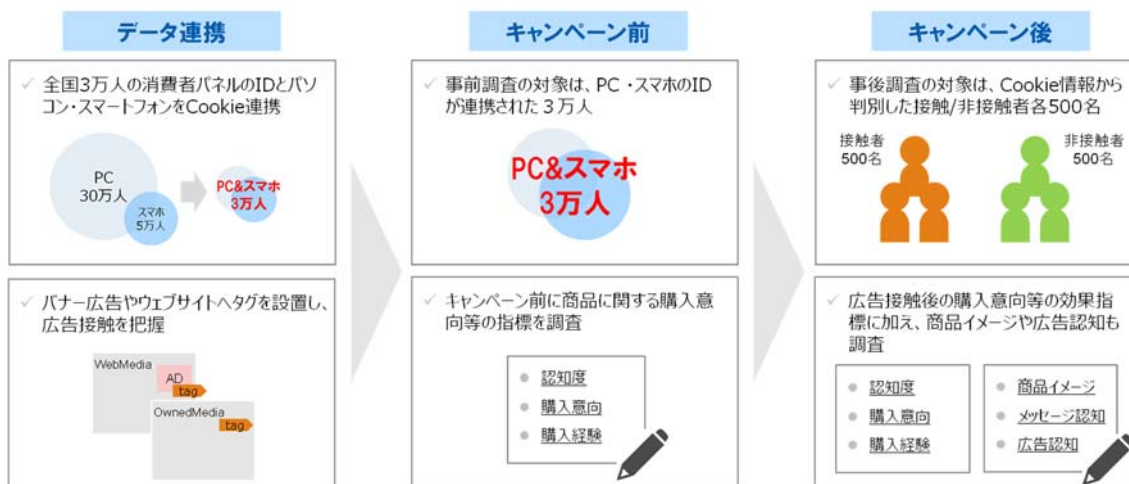 データ連携
✓ 全国3万人の消費者パネルのIDとパソ
コン・スマートフォンをCookie連携
PC
30万人
スマホ
5万人
PC&スマホ
3万人
✓ バナー広告やウェブサイトへタグを設置し、
広告接触を把握
WebMedia
AD
tag
OwnedMedia
tag
キャンペーン前
✓ 事前調査の対象は、PC・スマホのID
が連携された3万人
PC&スマホ
3万人
✓ キャンペーン前に商品に関する購入意
向等の指標を調査
● 認知度
● 購入意向
● 購入経験
キャンペーン後
✓ 事後調査の対象は、Cookie情報から
判別した接触/非接触者各500名
接触者
500名
非接触者
500名
✓ 広告接触後の購入意向等の効果指
標に加え、商品イメージや広告認知も
調査
● 認知度
● 購入意向
● 購入経験
● 商品イメージ
● メッセージ認知
● 広告認知